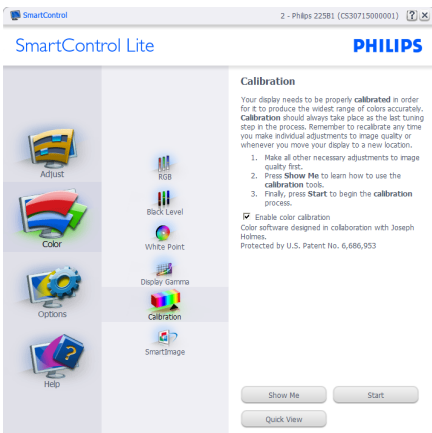 SmartControl
2 - Philips 225B1 (CS30715000001)
SmartControl Lite
PHILIPS
Adjust
Color
Options
Help
RGB
Black Level
White Point
Display Gamma
Calibration
SmartImage
Calibration
Your display needs to be properly calibrated in order
for it to produce the widest range of colors accurately.
Calibration should always take place as the last tuning
step in the process. Remember to recalibrate any time
you make individual adjustments to image quality or
whenever you move your display to a new location.
1. Make all other necessary adjustments to image
quality first.
2. Press Show Me to learn how to use the
calibration tools.
3. Finally, press Start to begin the calibration
process.
Enable color calibration
Color software designed in collaboration with Joseph
Holmes.
Protected by U.S. Patent No. 6,686,953
Show Me
Start
Quick View